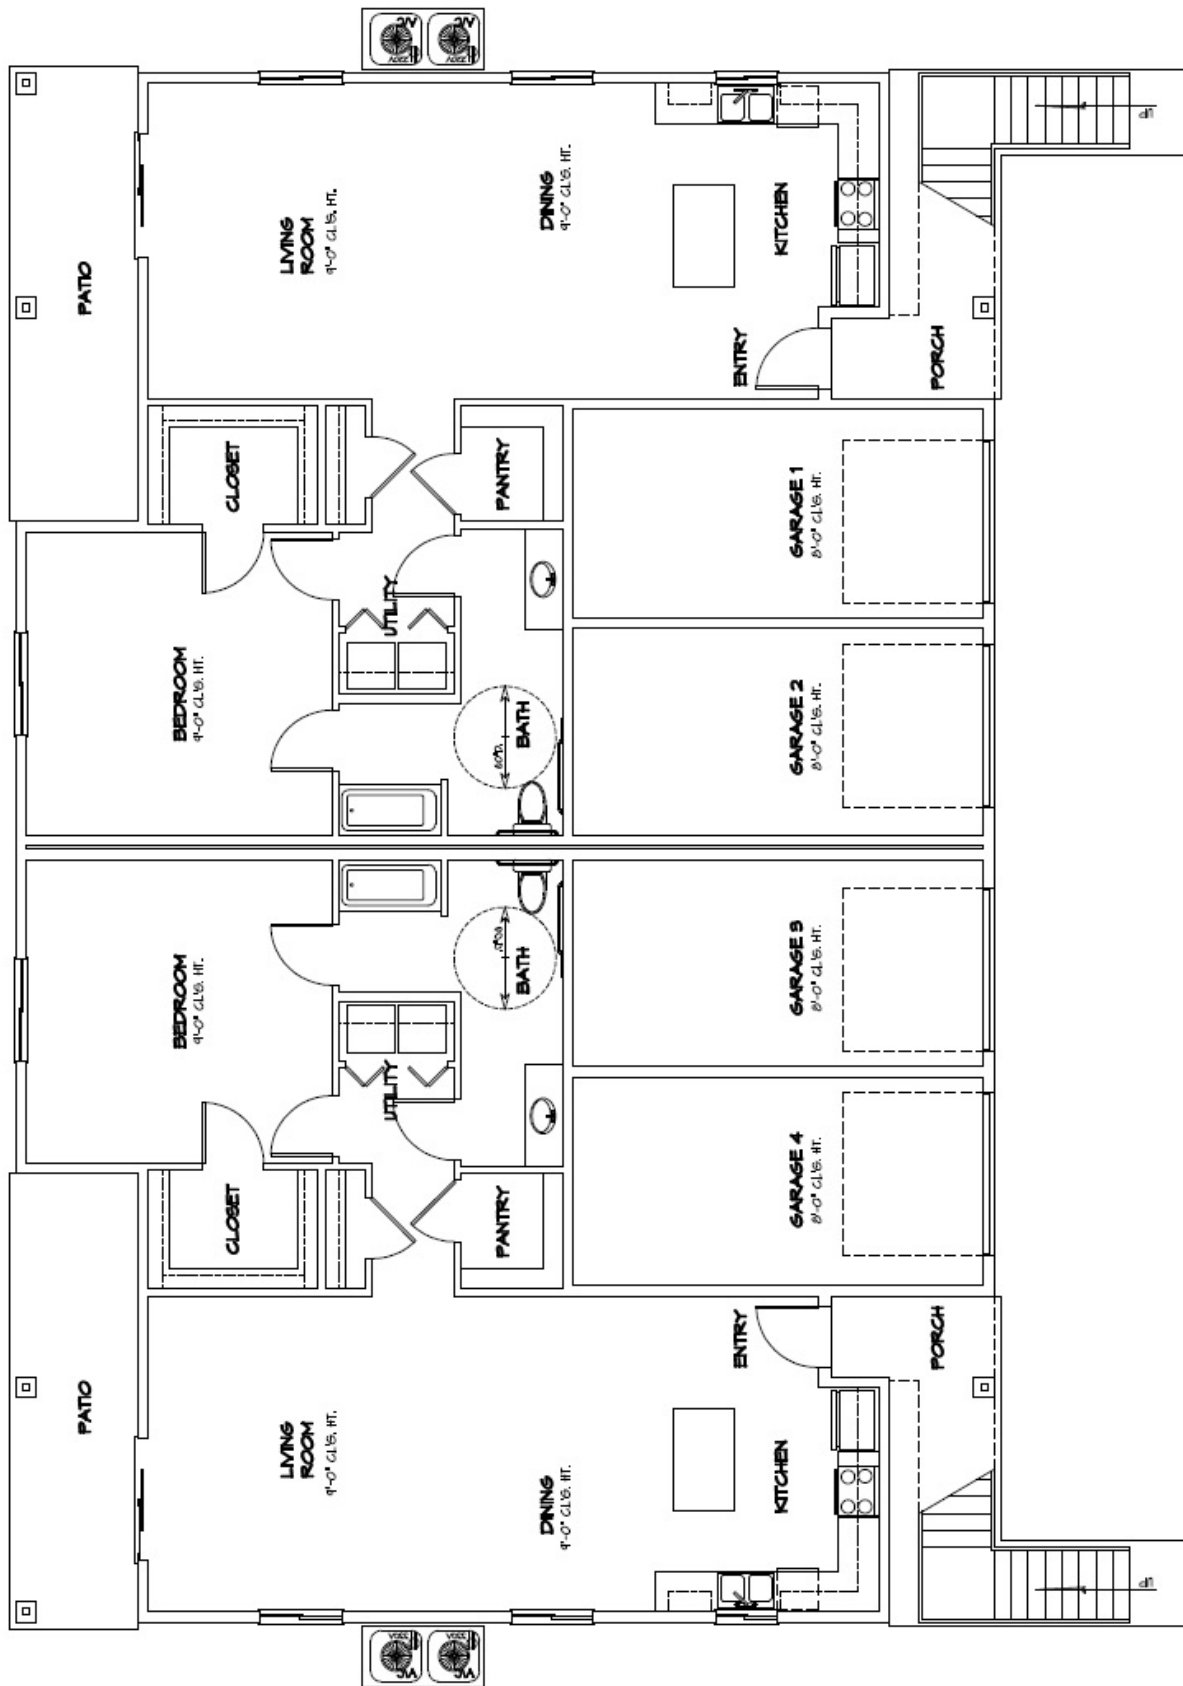 PATIO
PATIO
BEDROOM
9'-0" CL'G. HT.
BEDROOM
9'-0" CL'G. HT.
CLOSET
CLOSET
LIVING
ROOM
9'-0" CL'G. HT.
LIVING
ROOM
9'-0" CL'G. HT.
A/C
A/C
A/C
A/C
UTILITY
UTILITY
PANTRY
PANTRY
60"D.
BATH
60"D.
BATH
DINING
9'-0" CL'G. HT.
DINING
9'-0" CL'G. HT.
ENTRY
ENTRY
KITCHEN
KITCHEN
GARAGE 4
8'-0" CL'G. HT.
GARAGE 3
8'-0" CL'G. HT.
GARAGE 2
8'-0" CL'G. HT.
GARAGE 1
8'-0" CL'G. HT.
PORCH
PORCH
UP
UP